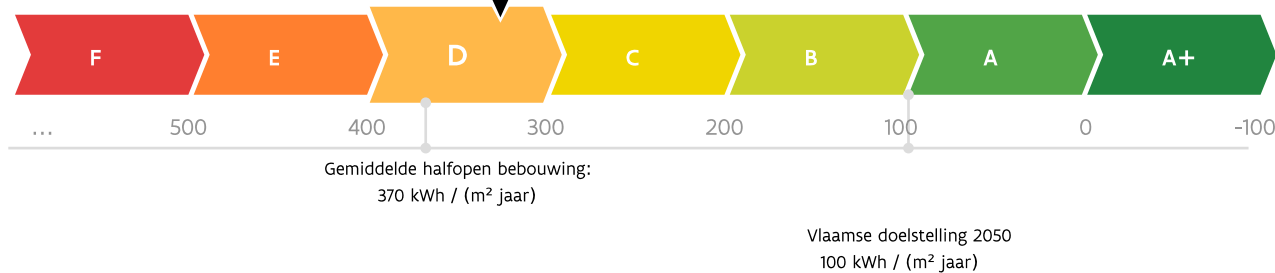 F E D C B A A+
... 500 400 300 200 100 0 -100
Gemiddelde halfopen bebouwing:
370 kWh / (m² jaar)
Vlaamse doelstelling 2050
100 kWh / (m² jaar)